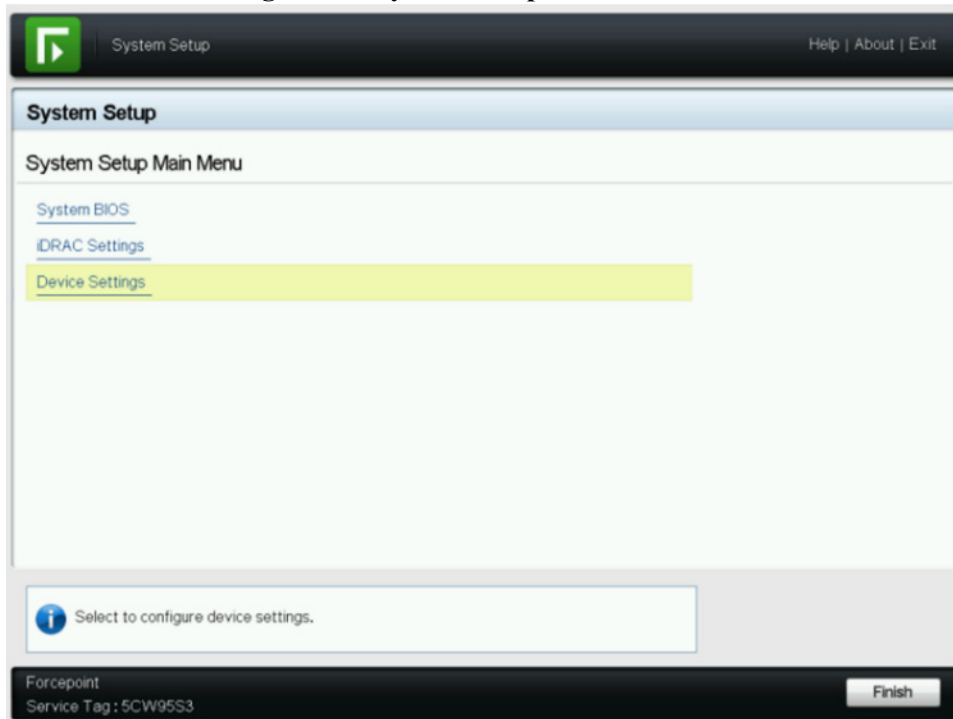 System Setup
Help | About | Exit
System Setup
System Setup Main Menu
System BIOS
iDRAC Settings
Device Settings
Select to configure device settings.
Forcepoint
Service Tag : 5CW95S3
Finish